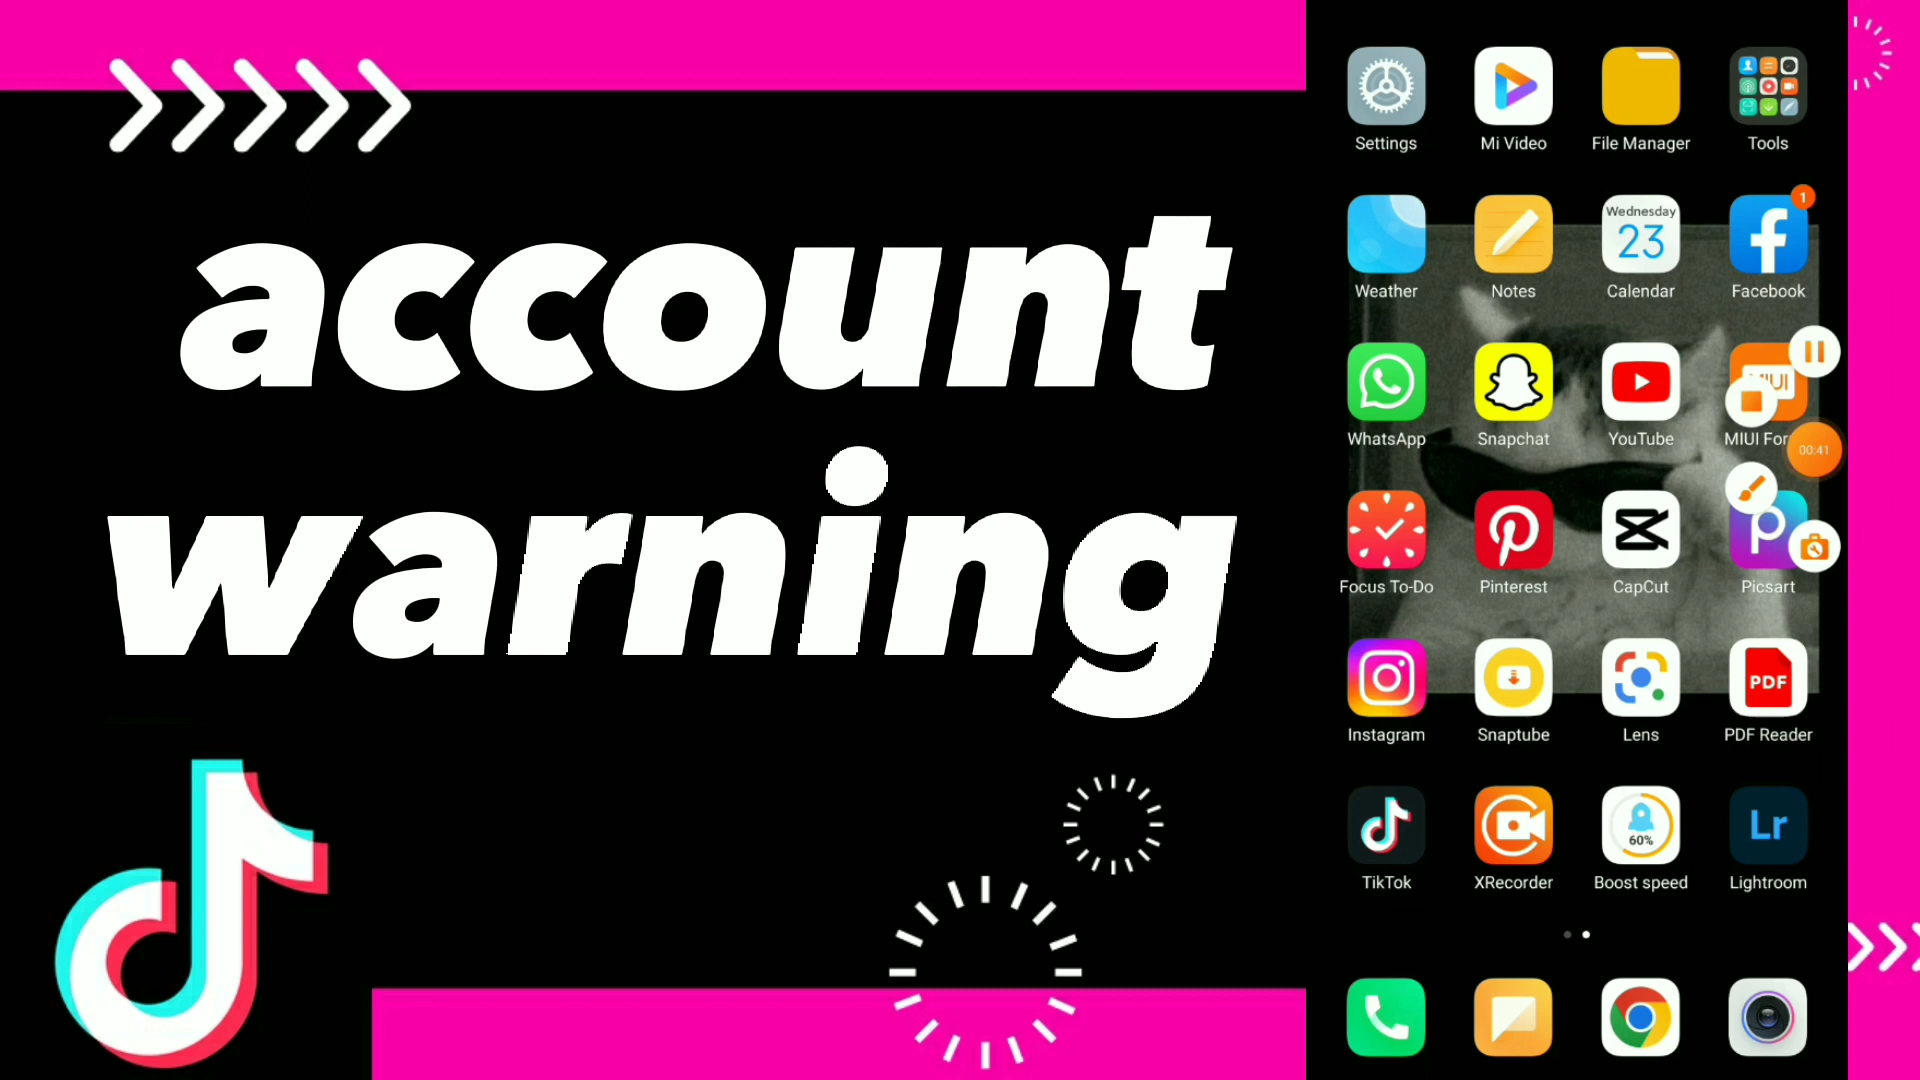 account
warning
Settings
Mi Video
File Manager
Tools
Wednesday
23
1
Weather
Notes
Calendar
Facebook
MIUI
WhatsApp
Snapchat
YouTube
MIUI For
00:41
Focus To-Do
Pinterest
CapCut
Picsart
PDF
Instagram
Snaptube
Lens
PDF Reader
60%
Lr
TikTok
XRecorder
Boost speed
Lightroom